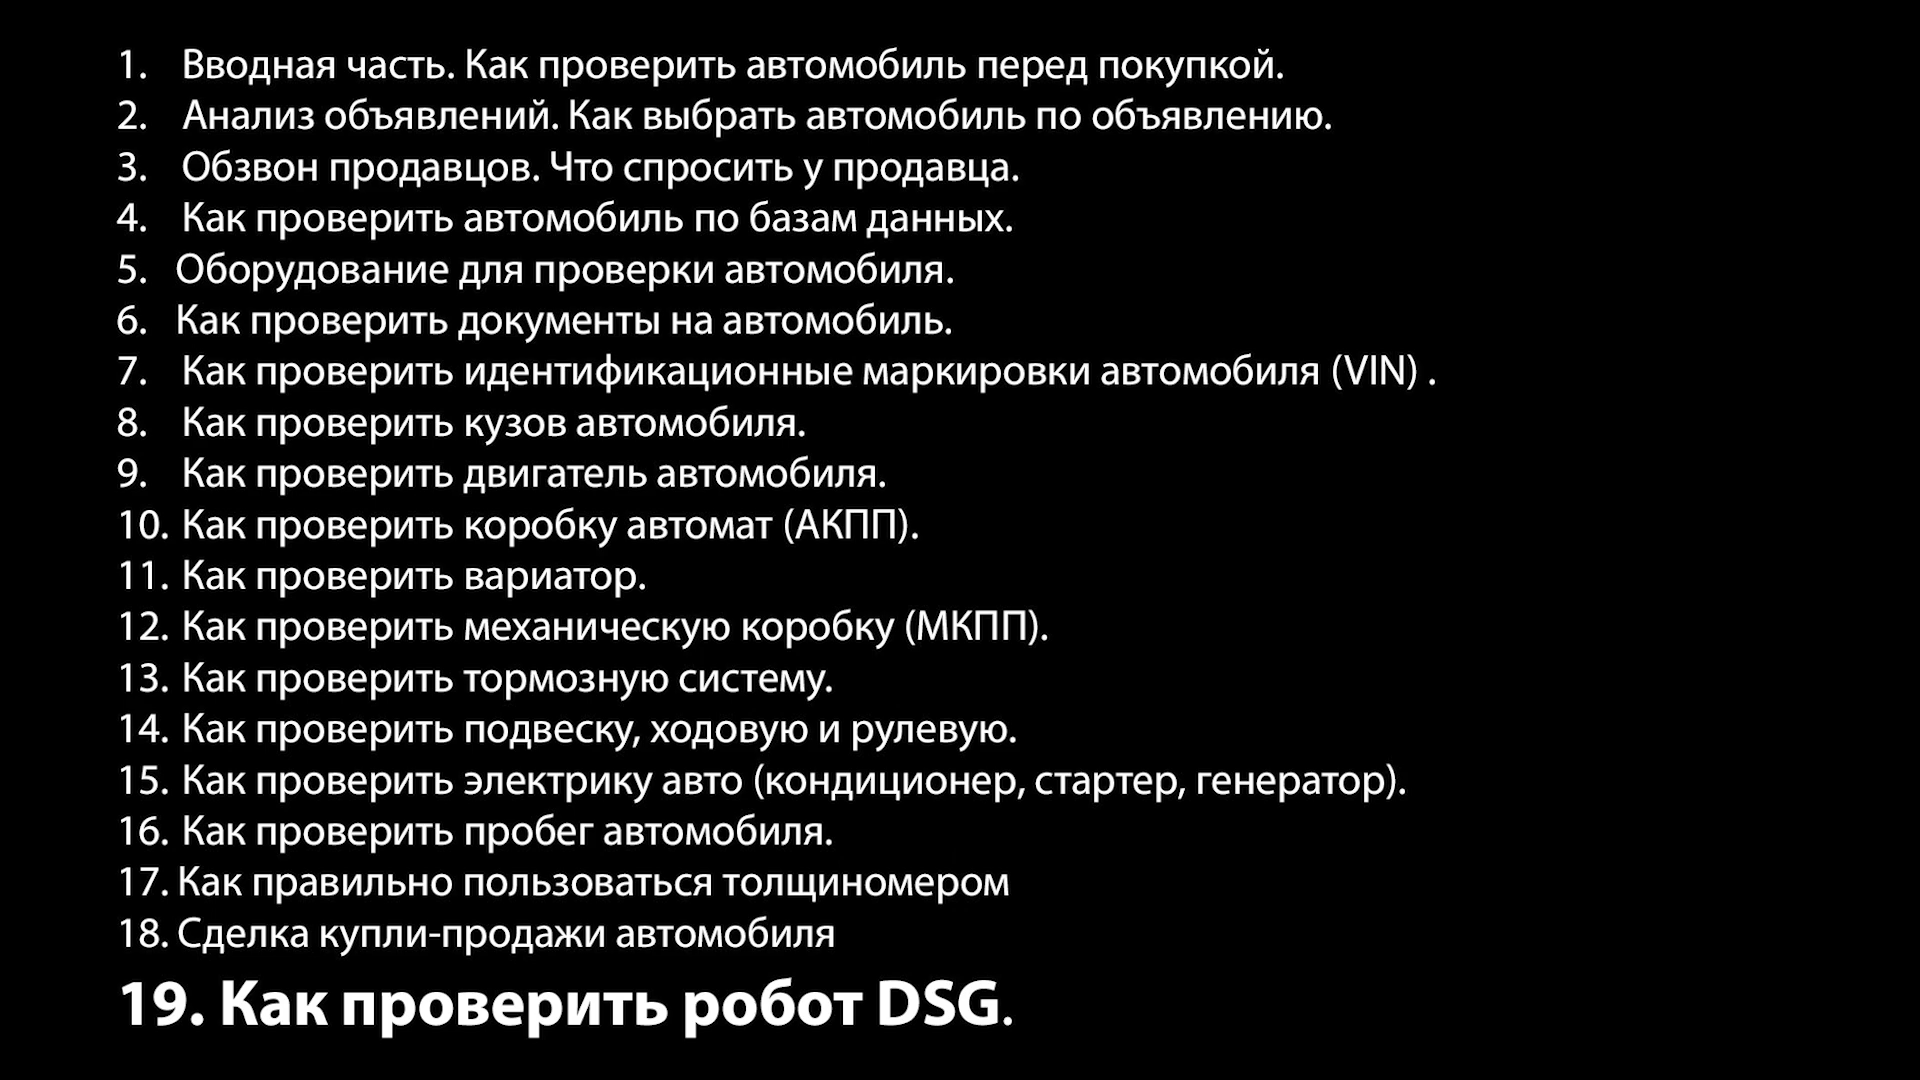 1. Вводная часть. Как проверить автомобиль перед покупкой.
2. Анализ объявлений. Как выбрать автомобиль по объявлению.
3. Обзвон продавцов. Что спросить у продавца.
4. Как проверить автомобиль по базам данных.
5. Оборудование для проверки автомобиля.
6. Как проверить документы на автомобиль.
7. Как проверить идентификационные маркировки автомобиля (VIN) .
8. Как проверить кузов автомобиля.
9. Как проверить двигатель автомобиля.
10. Как проверить коробку автомат (АКПП).
11. Как проверить вариатор.
12. Как проверить механическую коробку (МКПП).
13. Как проверить тормозную систему.
14. Как проверить подвеску, ходовую и рулевую.
15. Как проверить электрику авто (кондиционер, стартер, генератор).
16. Как проверить пробег автомобиля.
17. Как правильно пользоваться толщиномером
18. Сделка купли-продажи автомобиля
19. Как проверить робот DSG.